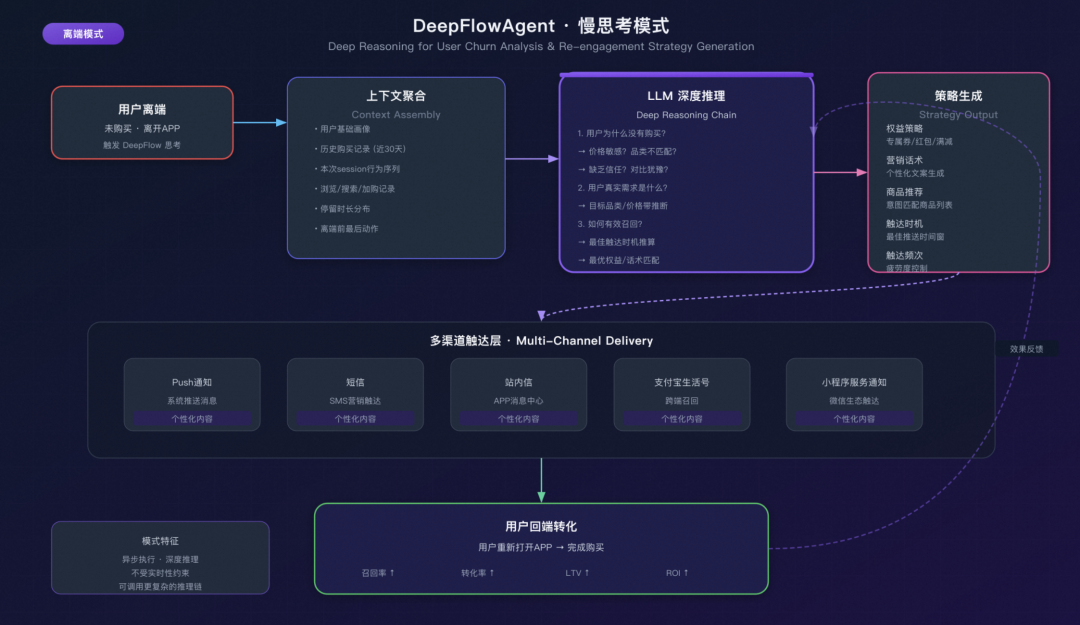 离端模式
DeepFlowAgent · 慢思考模式
Deep Reasoning for User Churn Analysis & Re-engagement Strategy Generation
用户离端
未购买 · 离开APP
触发 DeepFlow 思考
上下文聚合
Context Assembly
• 用户基础画像
• 历史购买记录 (近30天)
• 本次session行为序列
• 浏览/搜索/加购记录
• 停留时长分布
• 离端前最后动作
LLM 深度推理
Deep Reasoning Chain
1. 用户为什么没有购买?
→ 价格敏感? 品类不匹配?
→ 缺乏信任? 对比犹豫?
2. 用户真实需求是什么?
→ 目标品类/价格带推断
3. 如何有效召回?
→ 最佳触达时机推算
→ 最优权益/话术匹配
策略生成
Strategy Output
权益策略
专属券/红包/满减
营销话术
个性化文案生成
商品推荐
意图匹配商品列表
触达时机
最佳推送时间窗
触达频次
疲劳度控制
多渠道触达层 · Multi-Channel Delivery
Push通知
系统推送消息
个性化内容
短信
SMS营销触达
个性化内容
站内信
APP消息中心
个性化内容
支付宝生活号
跨端召回
个性化内容
小程序服务通知
微信生态触达
个性化内容
效果反馈
用户回端转化
用户重新打开APP → 完成购买
召回率 ↑
转化率 ↑
LTV ↑
ROI ↑
模式特征
异步执行 · 深度推理
不受实时性约束
可调用更复杂的推理链